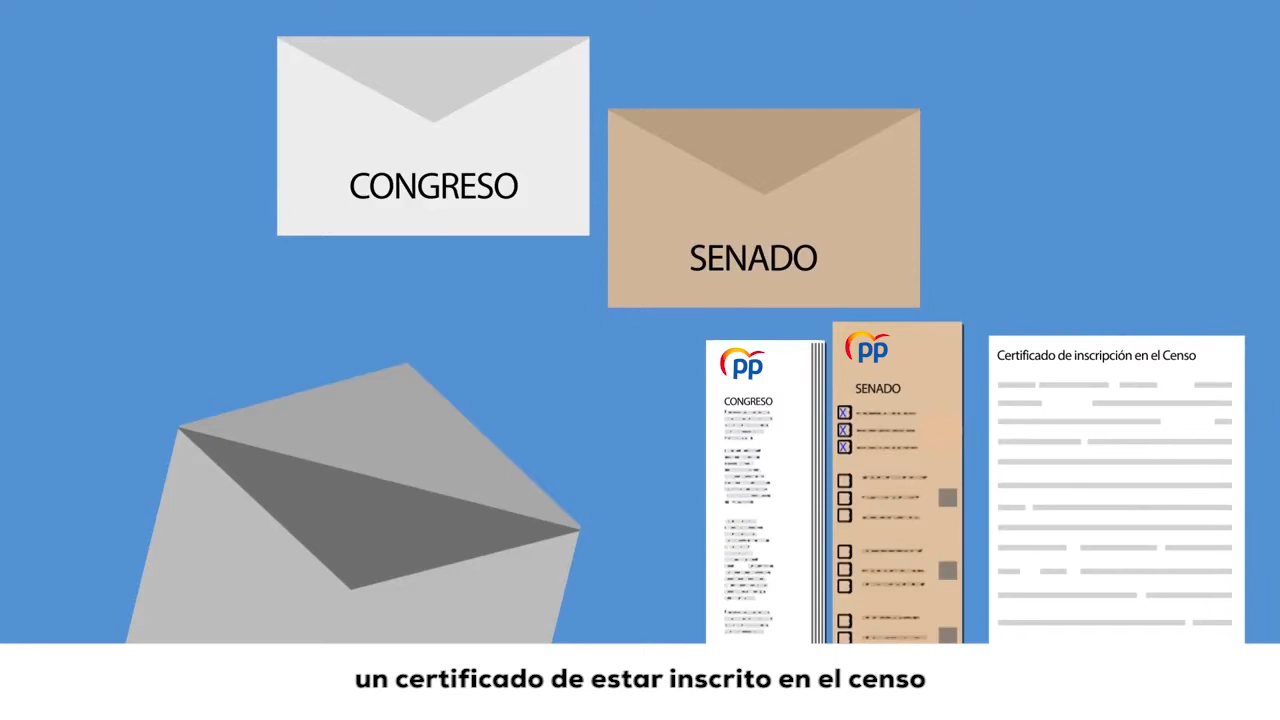 CONGRESO
SENADO
pp
CONGRESO
pp
SENADO
X
X
X
Certificado de inscripción en el Censo
un certificado de estar inscrito en el censo